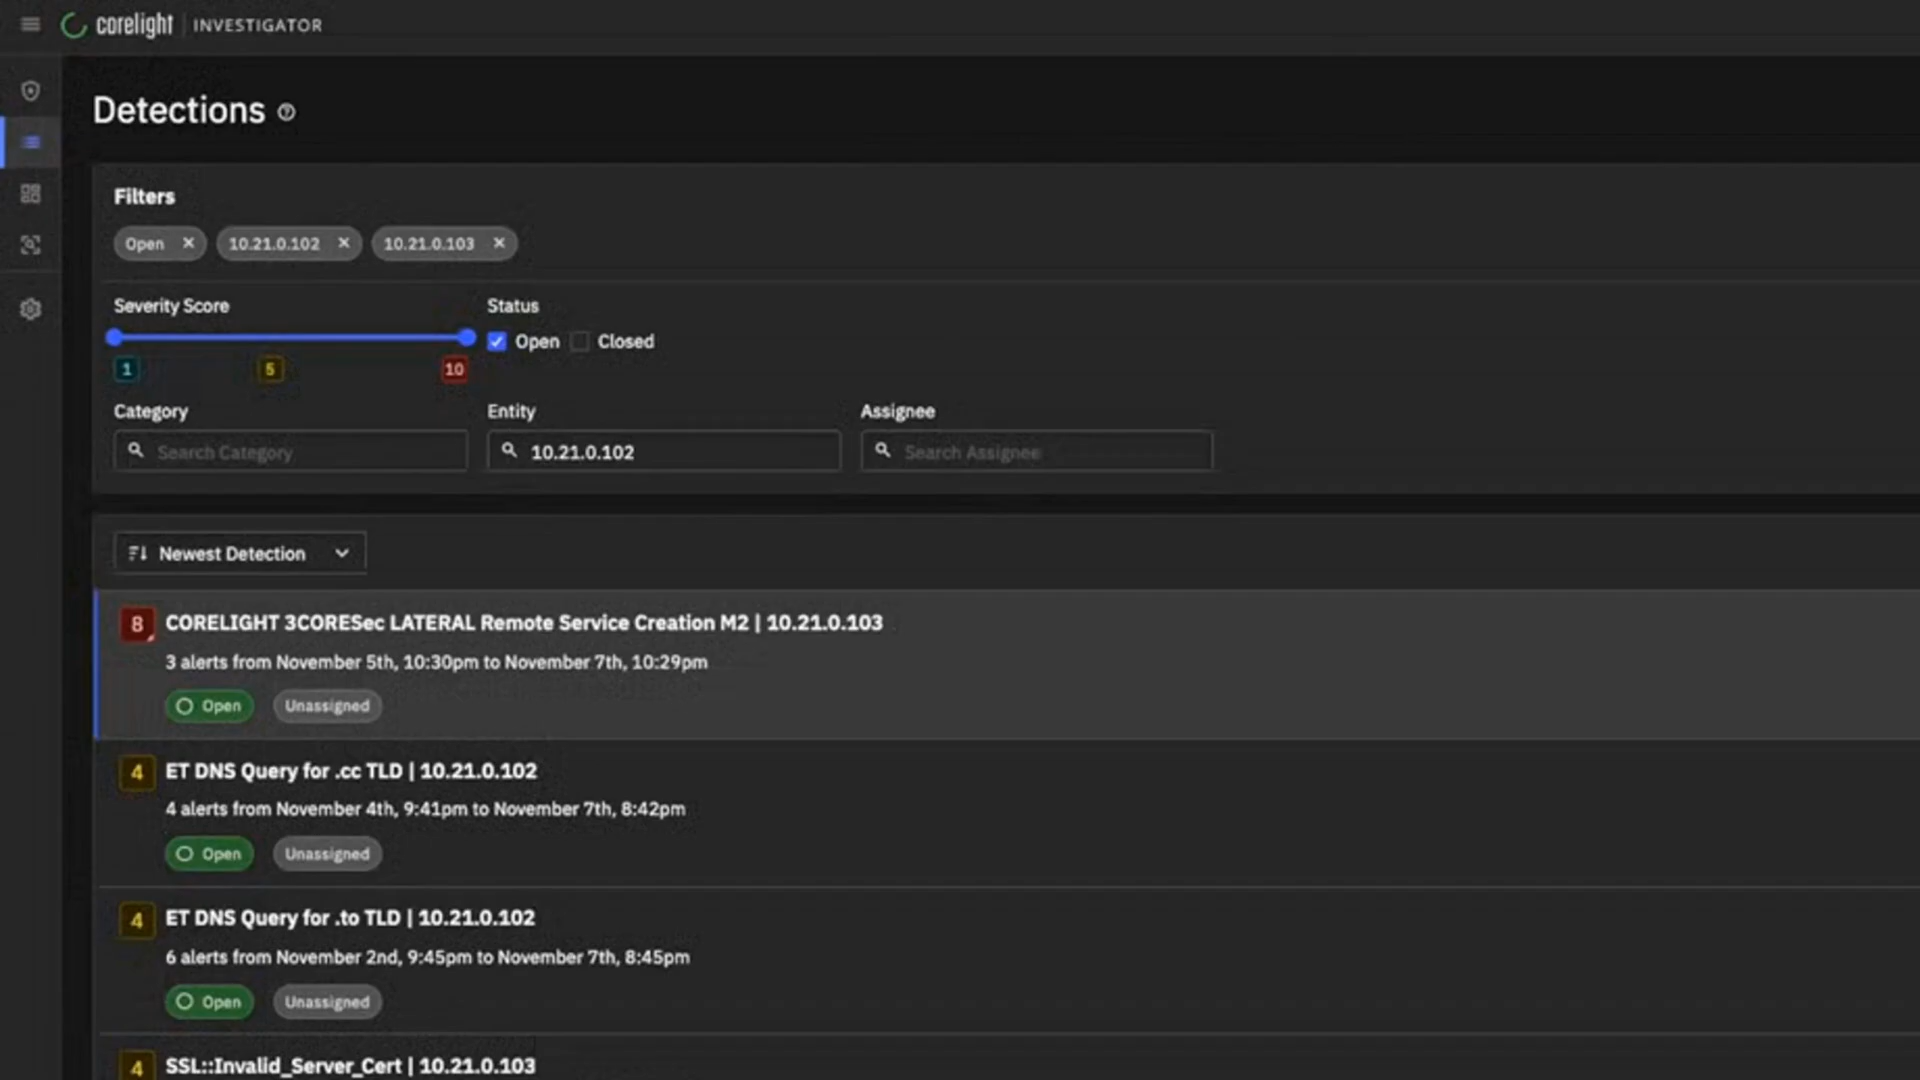 corelight | INVESTIGATOR
Detections
Filters
Open 10.21.0.102 10.21.0.103
Severity Score Status
Open Closed
1 5 10
Category Entity Assignee
Search Category 10.21.0.102 Search Assignee
Newest Detection
8 CORELIGHT 3CORESec LATERAL Remote Service Creation M2 | 10.21.0.103
3 alerts from November 5th, 10:30pm to November 7th, 10:29pm
Open Unassigned
4 ET DNS Query for .cc TLD | 10.21.0.102
4 alerts from November 4th, 9:41pm to November 7th, 8:42pm
Open Unassigned
4 ET DNS Query for .to TLD | 10.21.0.102
6 alerts from November 2nd, 9:45pm to November 7th, 8:45pm
Open Unassigned
4 SSL::Invalid_Server_Cert | 10.21.0.103